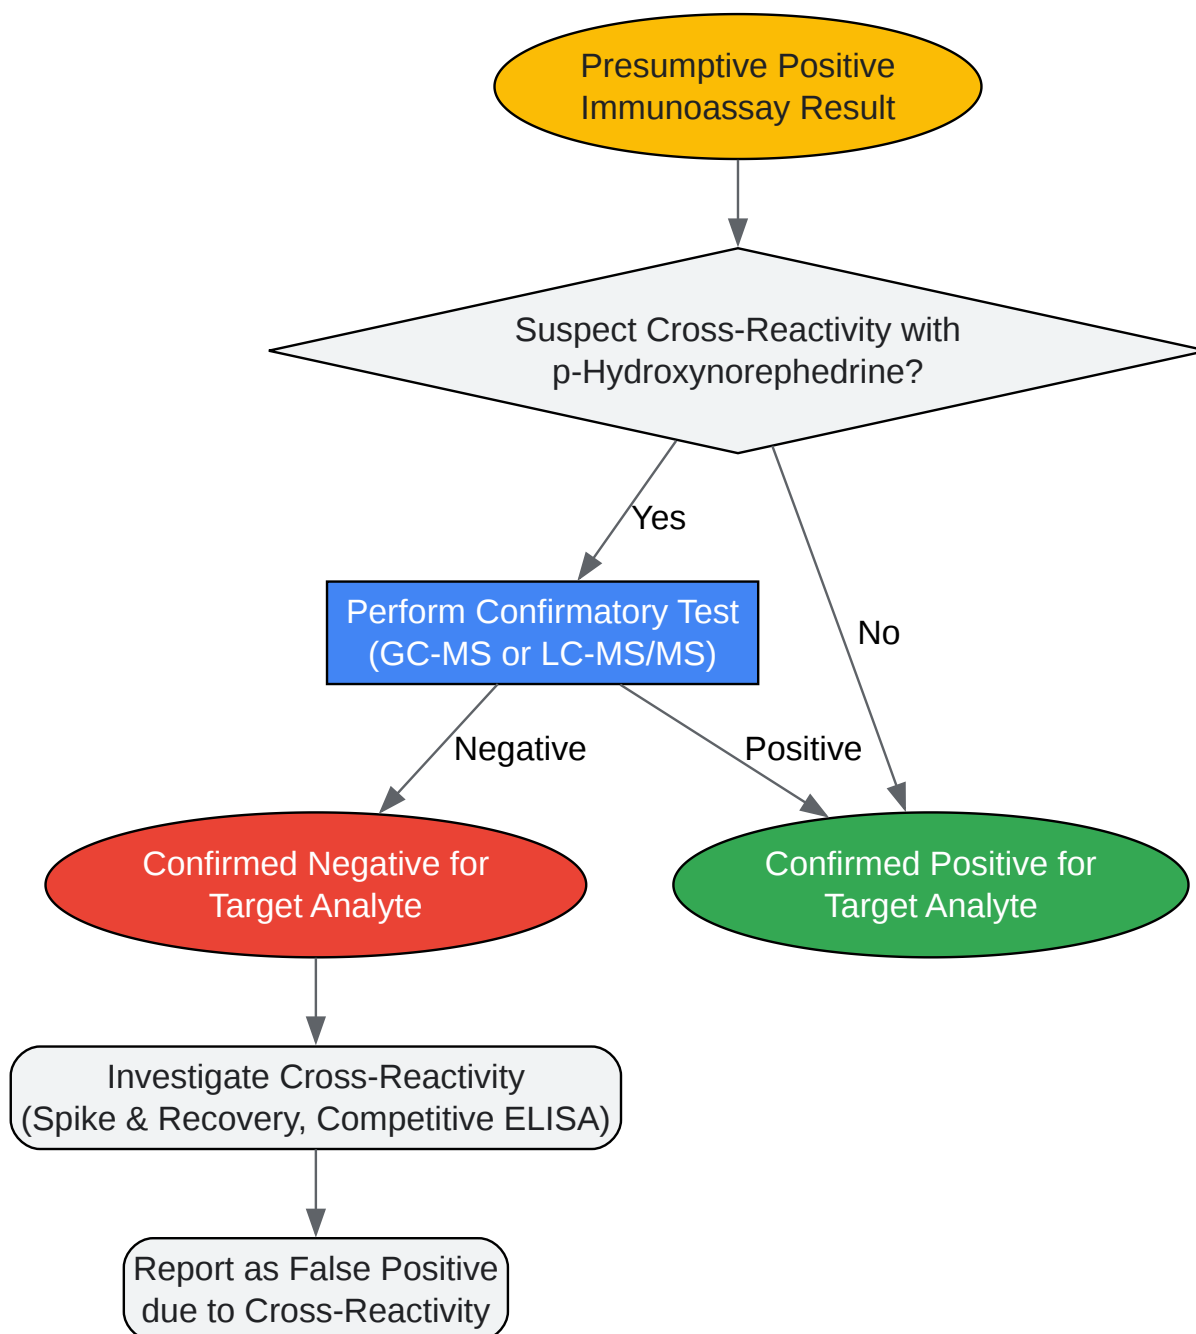 Presumptive Positive
Immunoassay Result
Suspect Cross-Reactivity with
p-Hydroxynorephedrine?
Yes
Perform Confirmatory Test
(GC-MS or LC-MS/MS)
No
Negative
Positive
Confirmed Negative for
Target Analyte
Confirmed Positive for
Target Analyte
Investigate Cross-Reactivity
(Spike & Recovery, Competitive ELISA)
Report as False Positive
due to Cross-Reactivity